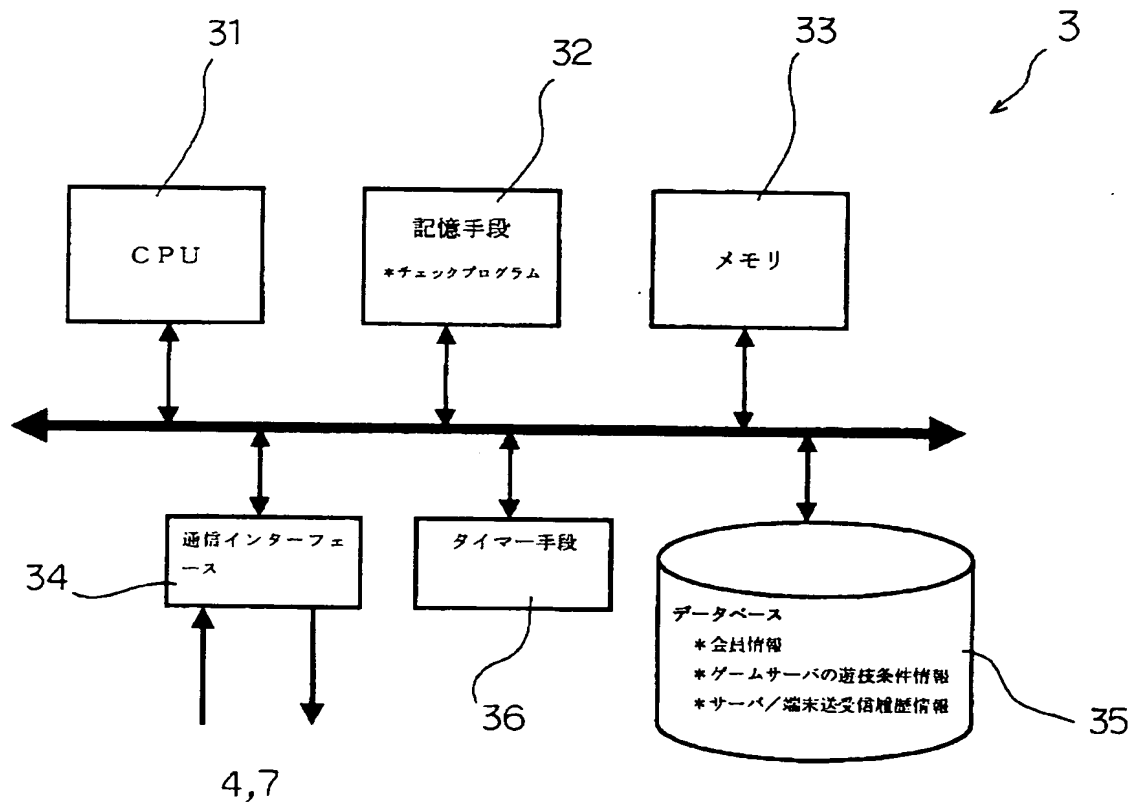 31
32
33
3
CPU
記憶手段
*チェックプログラム
メモリ
通信インターフェ
ース
34
タイマー手段
36
データベース
*会員情報
*ゲームサーバの遊技条件情報
*サーバ/端末送受信履歴情報
35
4,7